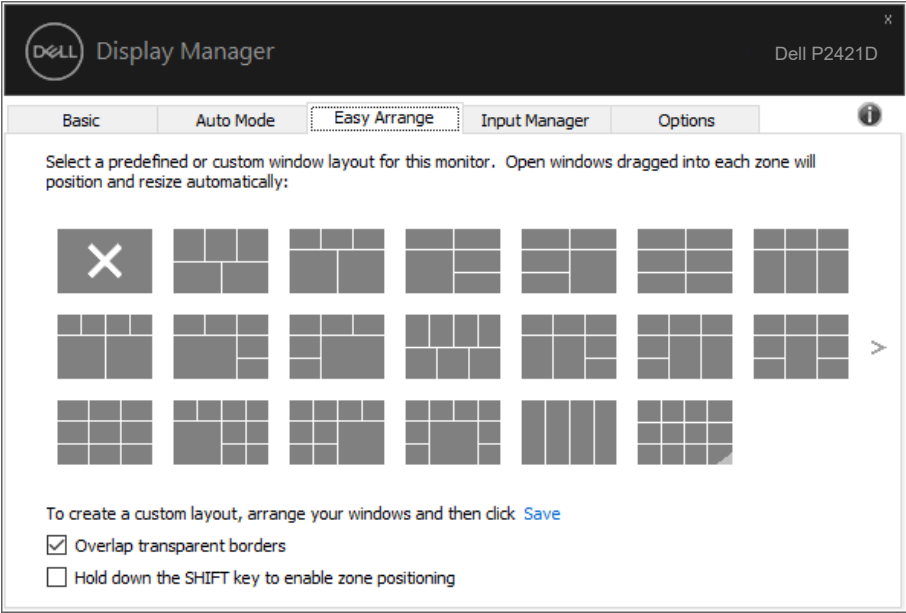 x
DELL Display Manager
Dell P2421D
Basic Auto Mode Easy Arrange Input Manager Options
Select a predefined or custom window layout for this monitor.  Open windows dragged into each zone will
position and resize automatically:
>
To create a custom layout, arrange your windows and then click Save
Overlap transparent borders
Hold down the SHIFT key to enable zone positioning